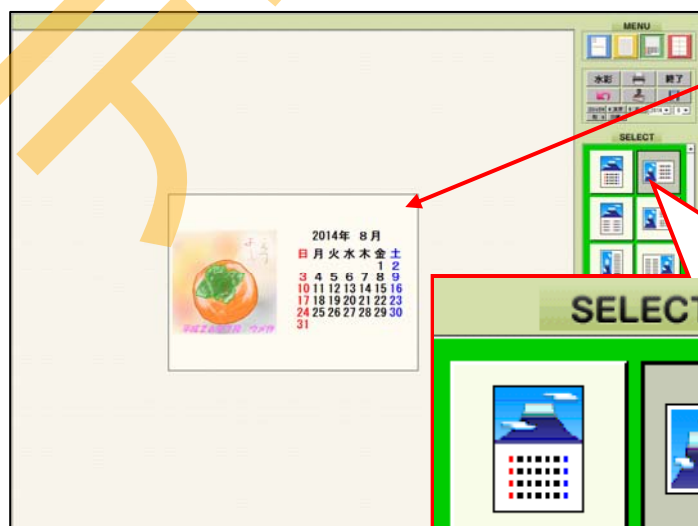 MENU
水彩
終了
SELECT
2014年 8月
日 月 火 水 木 金 土
1 2
3 4 5 6 7 8 9
10 11 12 13 14 15 16
17 18 19 20 21 22 23
24 25 26 27 28 29 30
31
SELECT